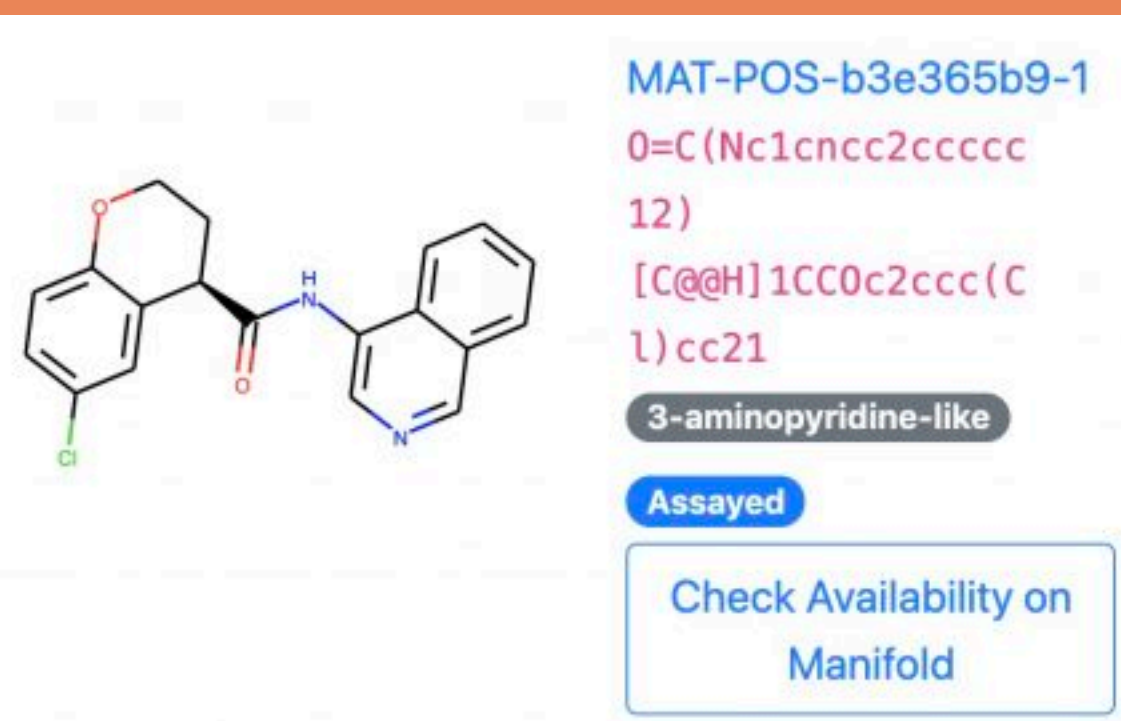 MAT-POS-b3e365b9-1
O=C(Nc1cncc2ccccc
12)
[C@@H]1CCOc2ccc(C
l)cc21
3-aminopyridine-like
Assayed
Check Availability on
Manifold
O
H
N
O
N
Cl